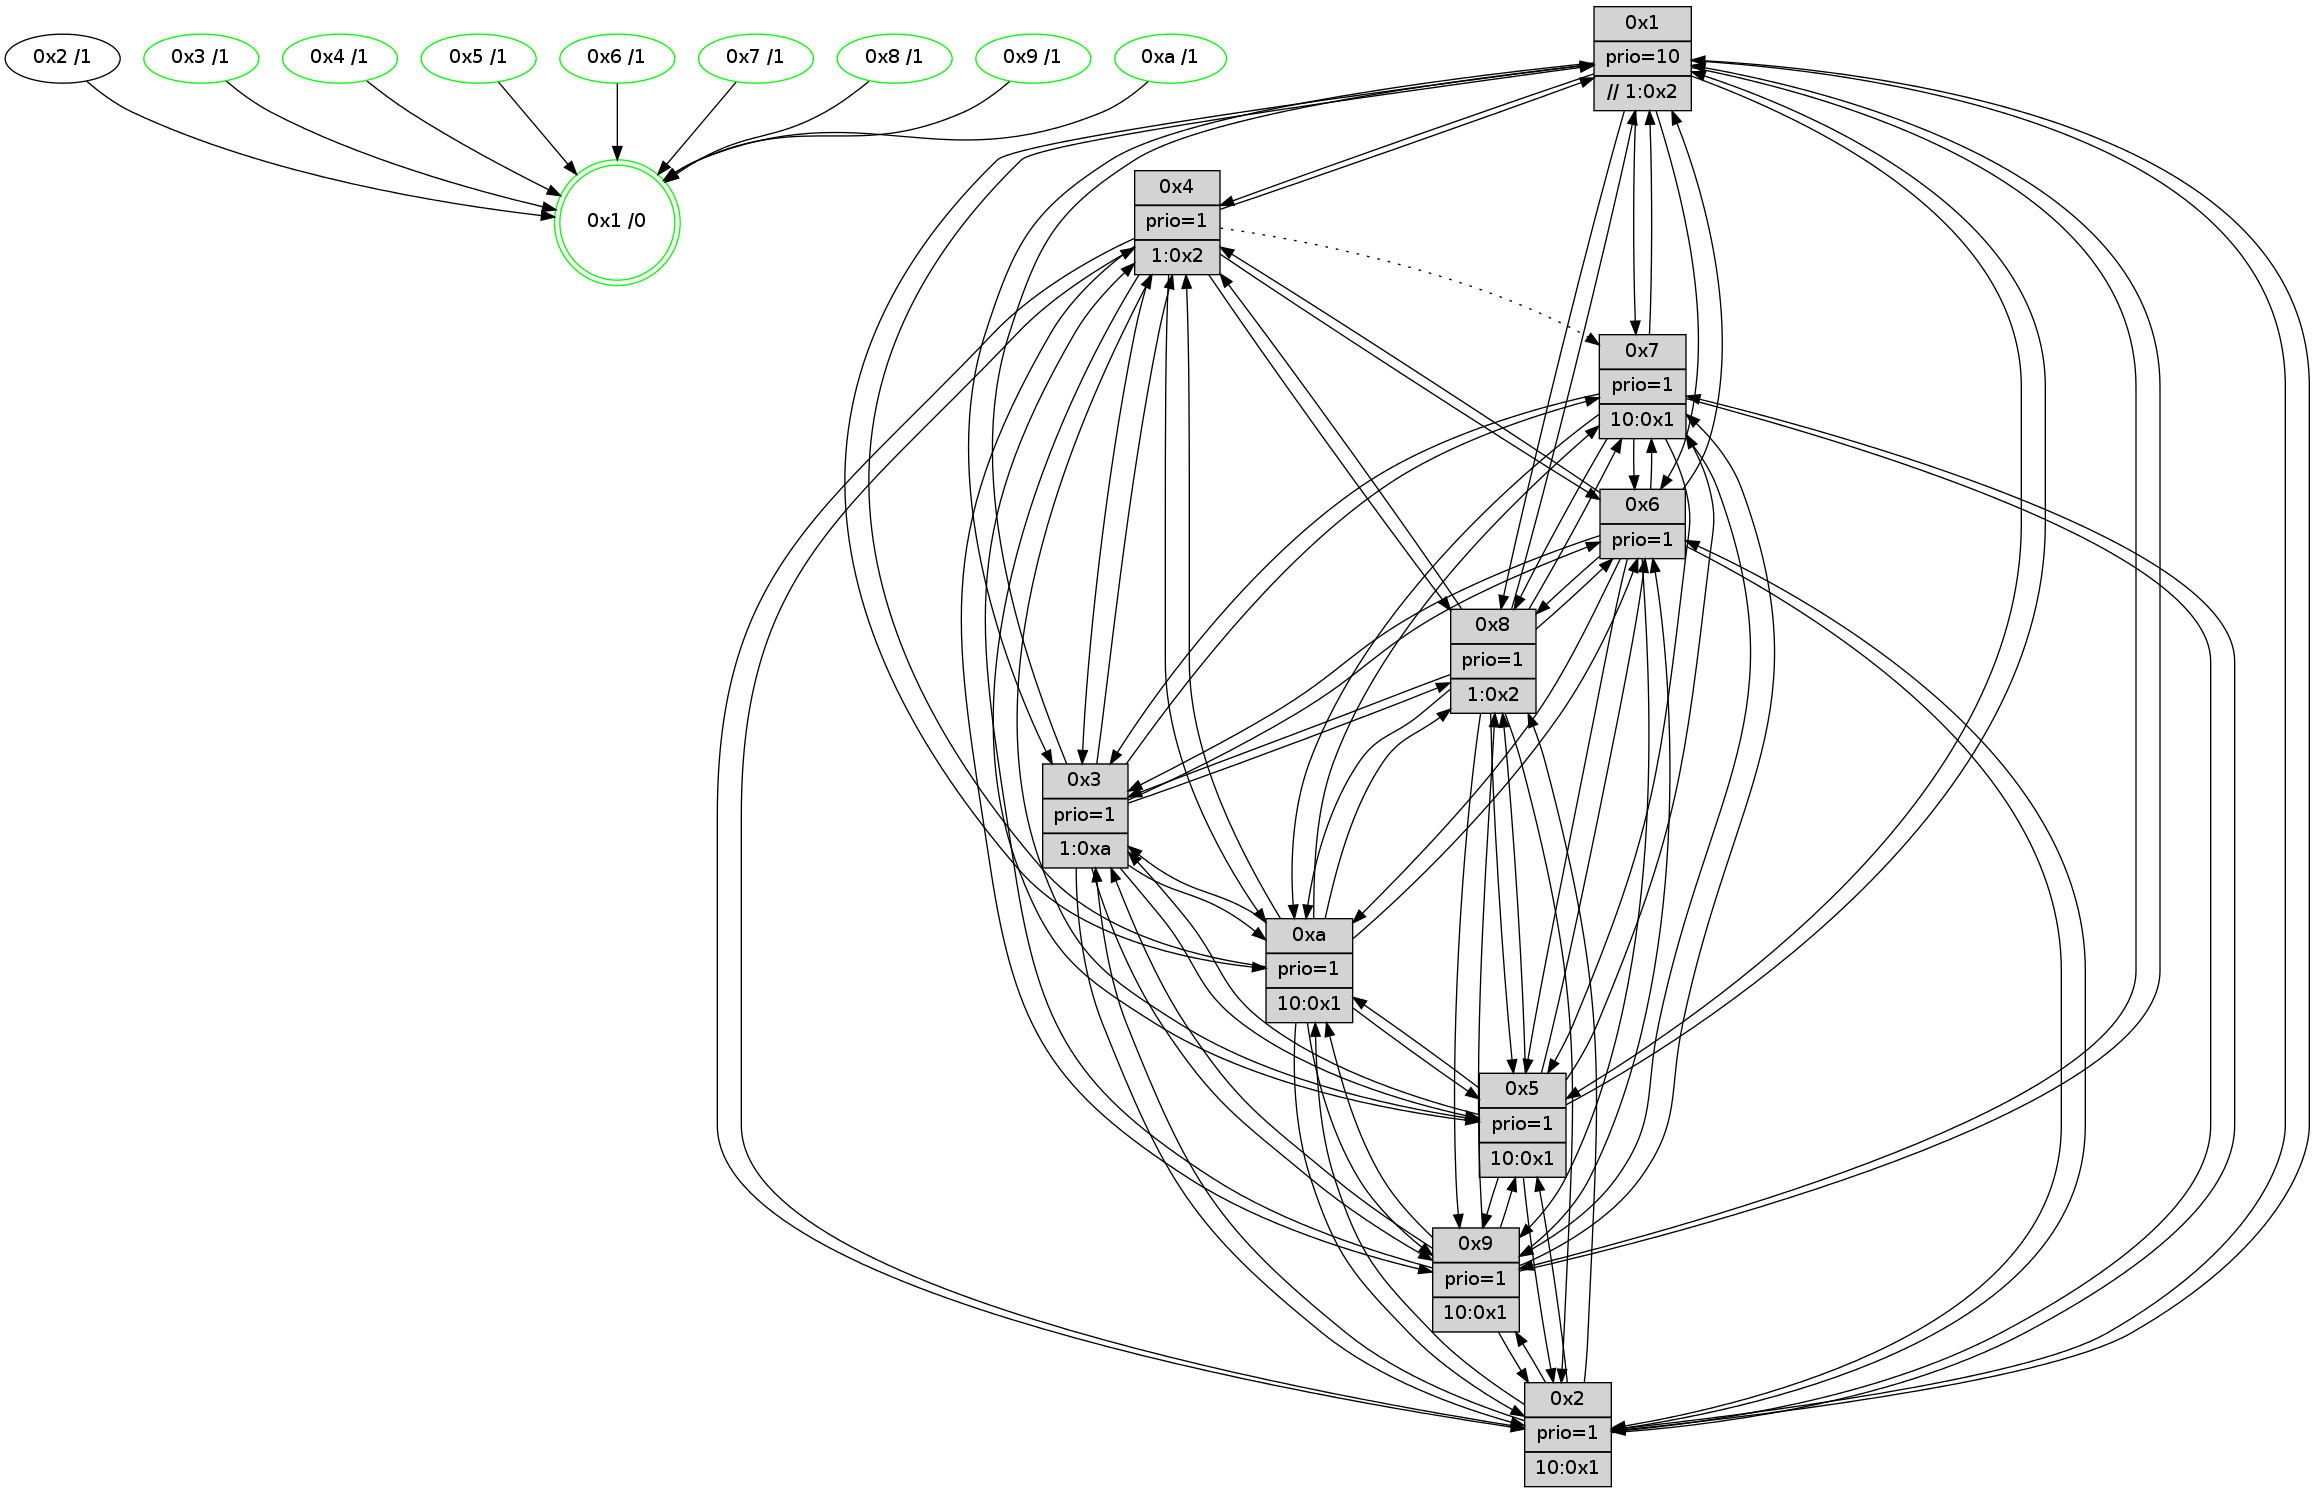 0x2 /1
0x3 /1
0x4 /1
0x5 /1
0x6 /1
0x7 /1
0x8 /1
0x9 /1
0xa /1
0x1 /0
0x1
prio=10
// 1:0x2
0x4
prio=1
1:0x2
0x7
prio=1
10:0x1
0x6
prio=1
0x8
prio=1
1:0x2
0x3
prio=1
1:0xa
0xa
prio=1
10:0x1
0x5
prio=1
10:0x1
0x9
prio=1
10:0x1
0x2
prio=1
10:0x1